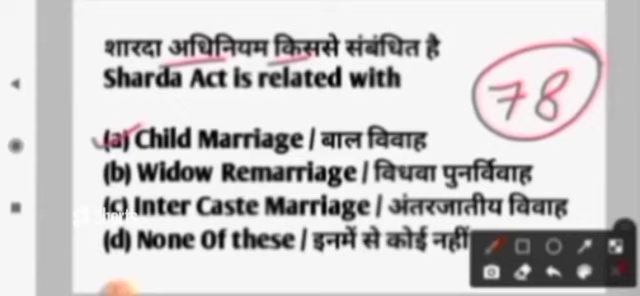 शारदा अधिनियम किससे संबंधित है
Sharda Act is related with
78
(a) Child Marriage / बाल विवाह
(b) Widow Remarriage / विधवा पुनर्विवाह
(c) Inter Caste Marriage / अंतरजातीय विवाह
(d) None Of these / इनमें से कोई नहीं